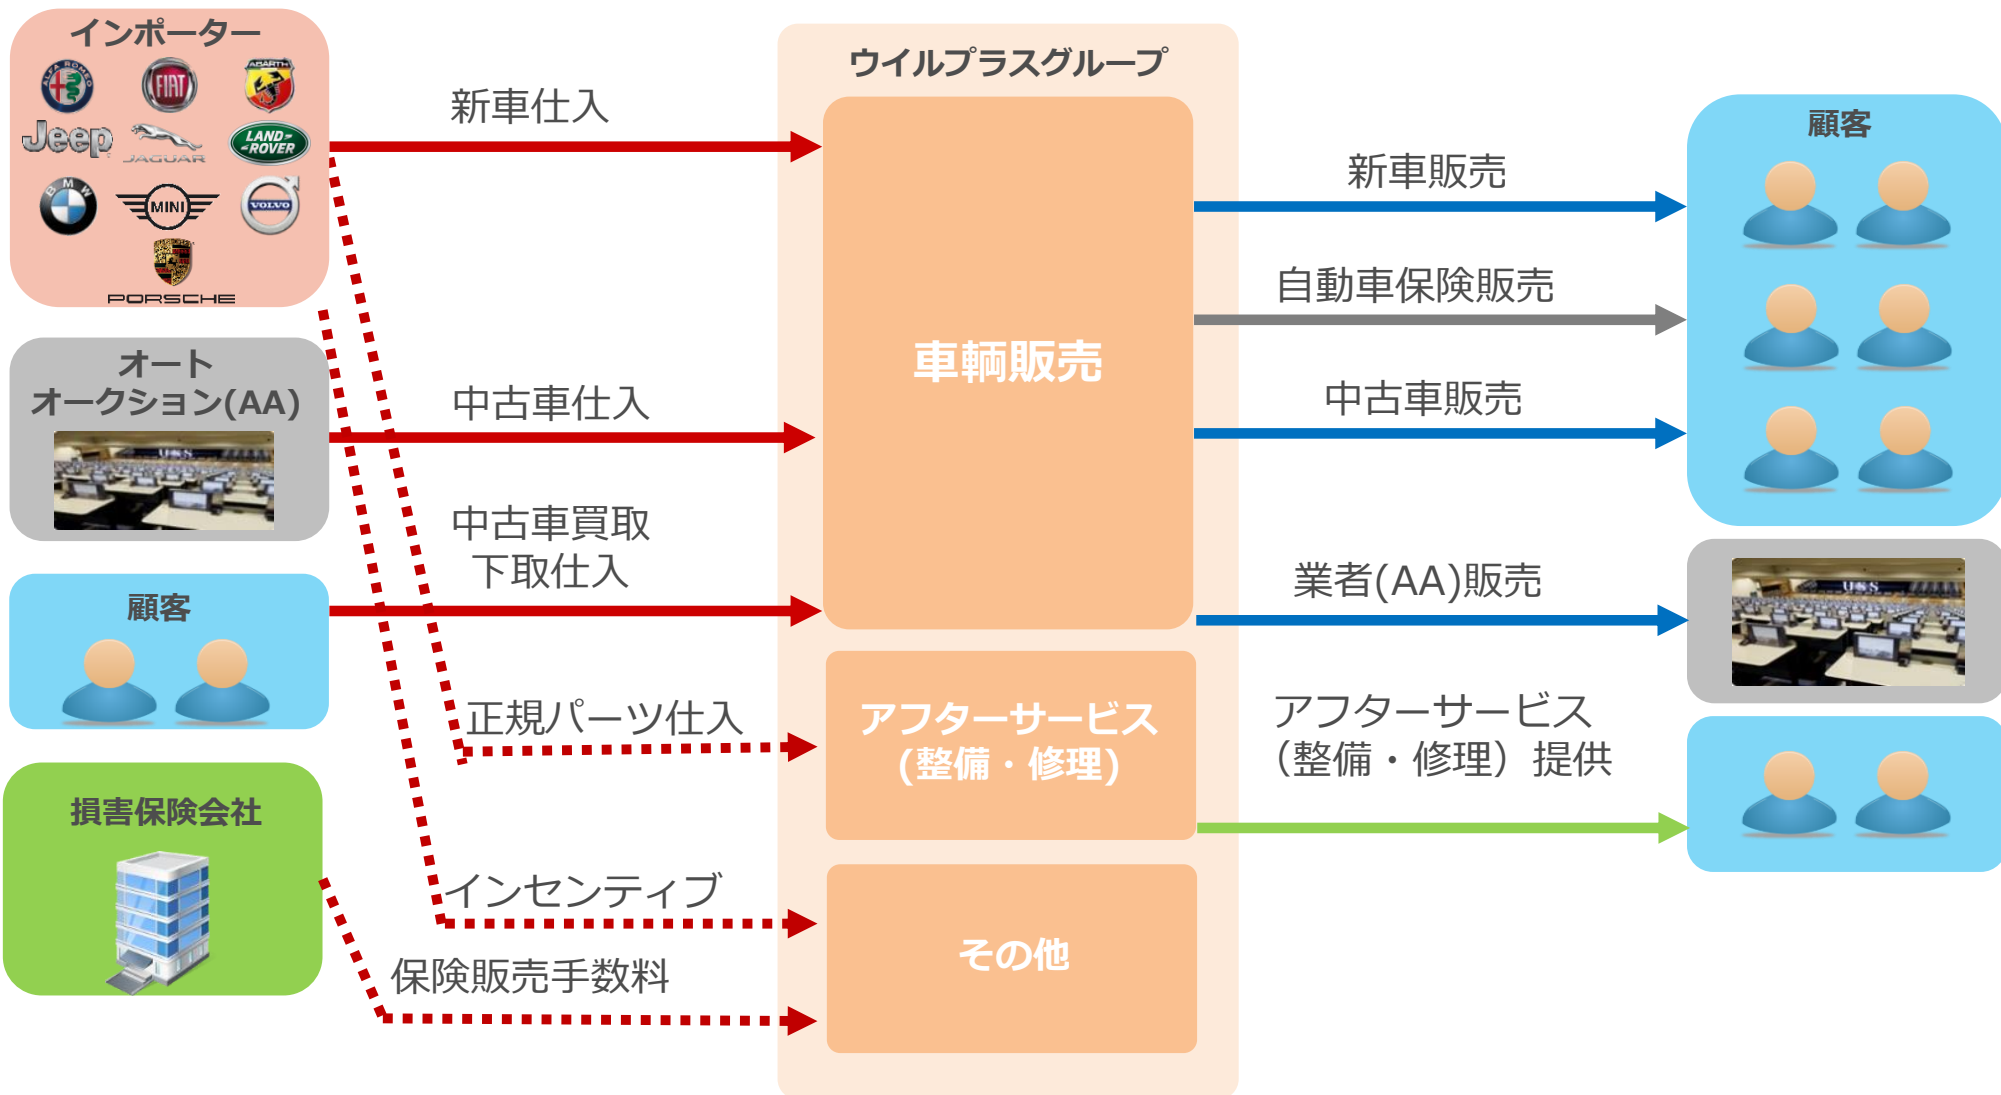 インポーター
ALFA ROMEO
FIAT
ABARTH
Jeep
JAGUAR
LAND-
-ROVER
BMW
MINI
VOLVO
PORSCHE
オート
オークション(AA)
顧客
損害保険会社
新車仕入
中古車仕入
中古車買取
下取仕入
正規パーツ仕入
インセンティブ
保険販売手数料
ウイルプラスグループ
車輌販売
アフターサービス
(整備・修理)
その他
新車販売
自動車保険販売
中古車販売
業者(AA)販売
アフターサービス
（整備・修理）提供
顧客